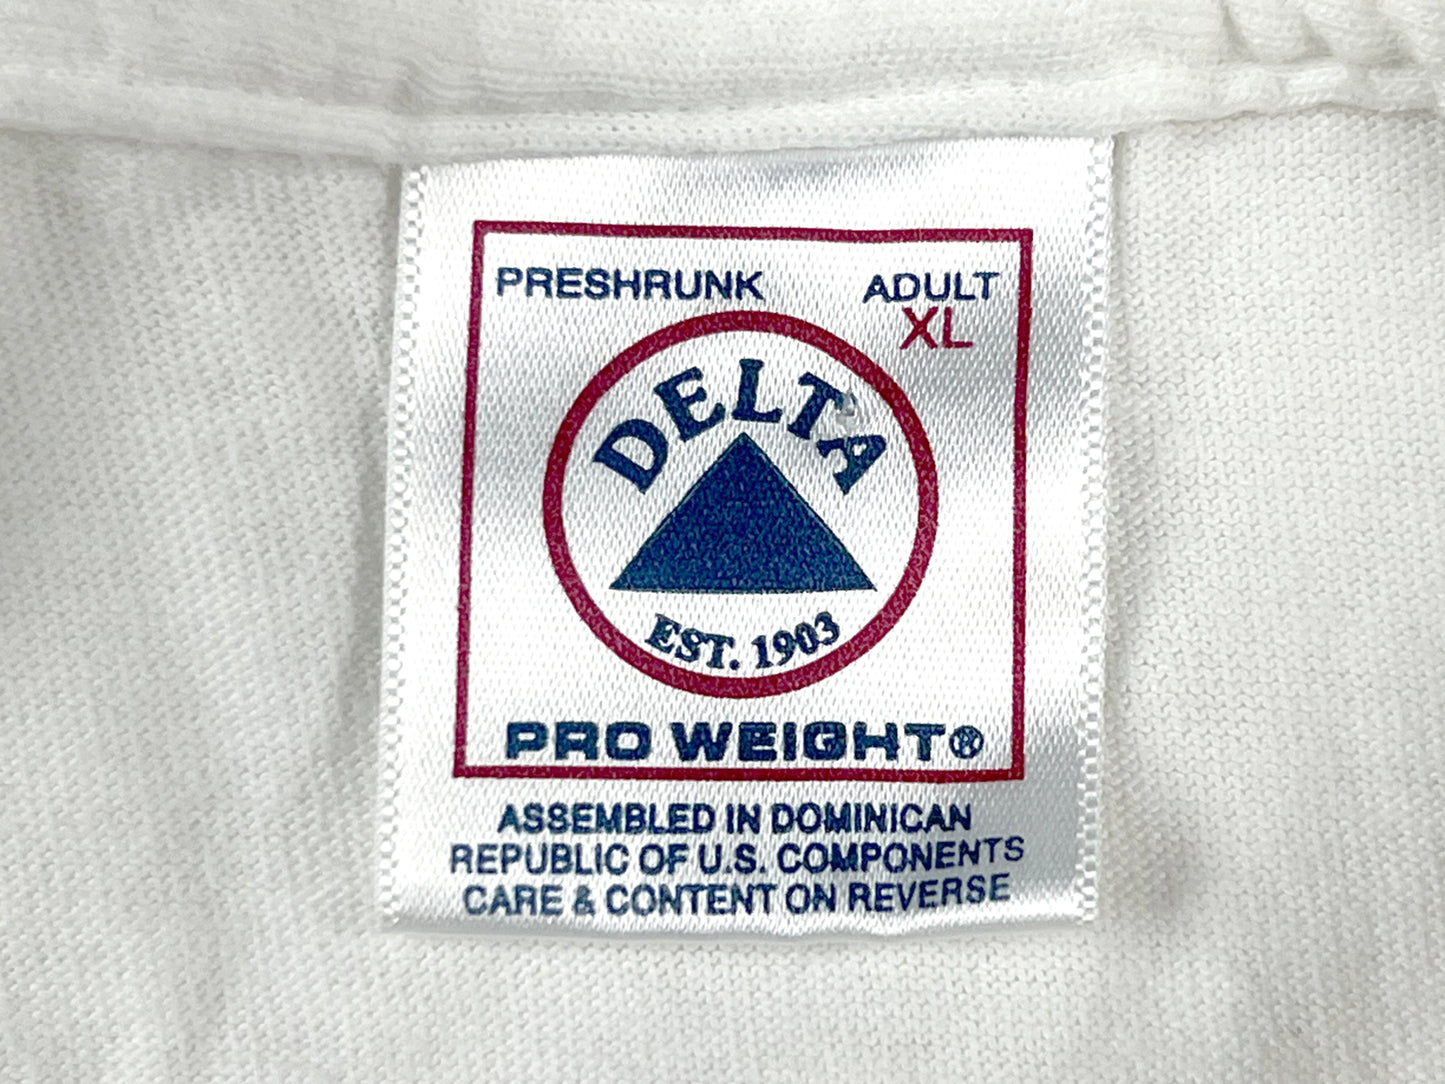 PRESHRUNK ADULT
XL
DELTA
EST. 1903
PRO WEIGHT®
ASSEMBLED IN DOMINICAN
REPUBLIC OF U.S. COMPONENTS
CARE & CONTENT ON REVERSE